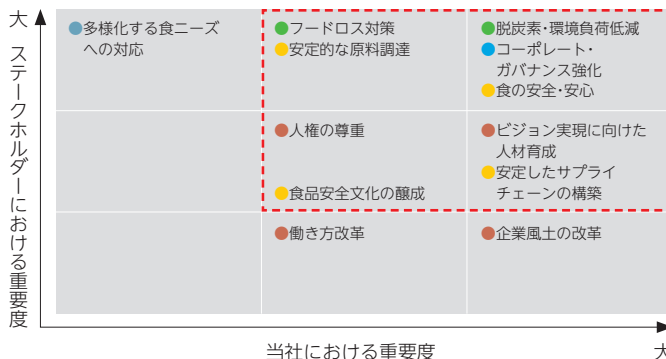 大
ステークホルダーにおける重要度
●多様化する食ニーズ
への対応
●フードロス対策
●安定的な原料調達
●脱炭素・環境負荷低減
●コーポレート・
ガバナンス強化
●食の安全・安心
●人権の尊重
●食品安全文化の醸成
●ビジョン実現に向けた
人材育成
●安定したサプライ
チェーンの構築
●働き方改革
●企業風土の改革
当社における重要度
大